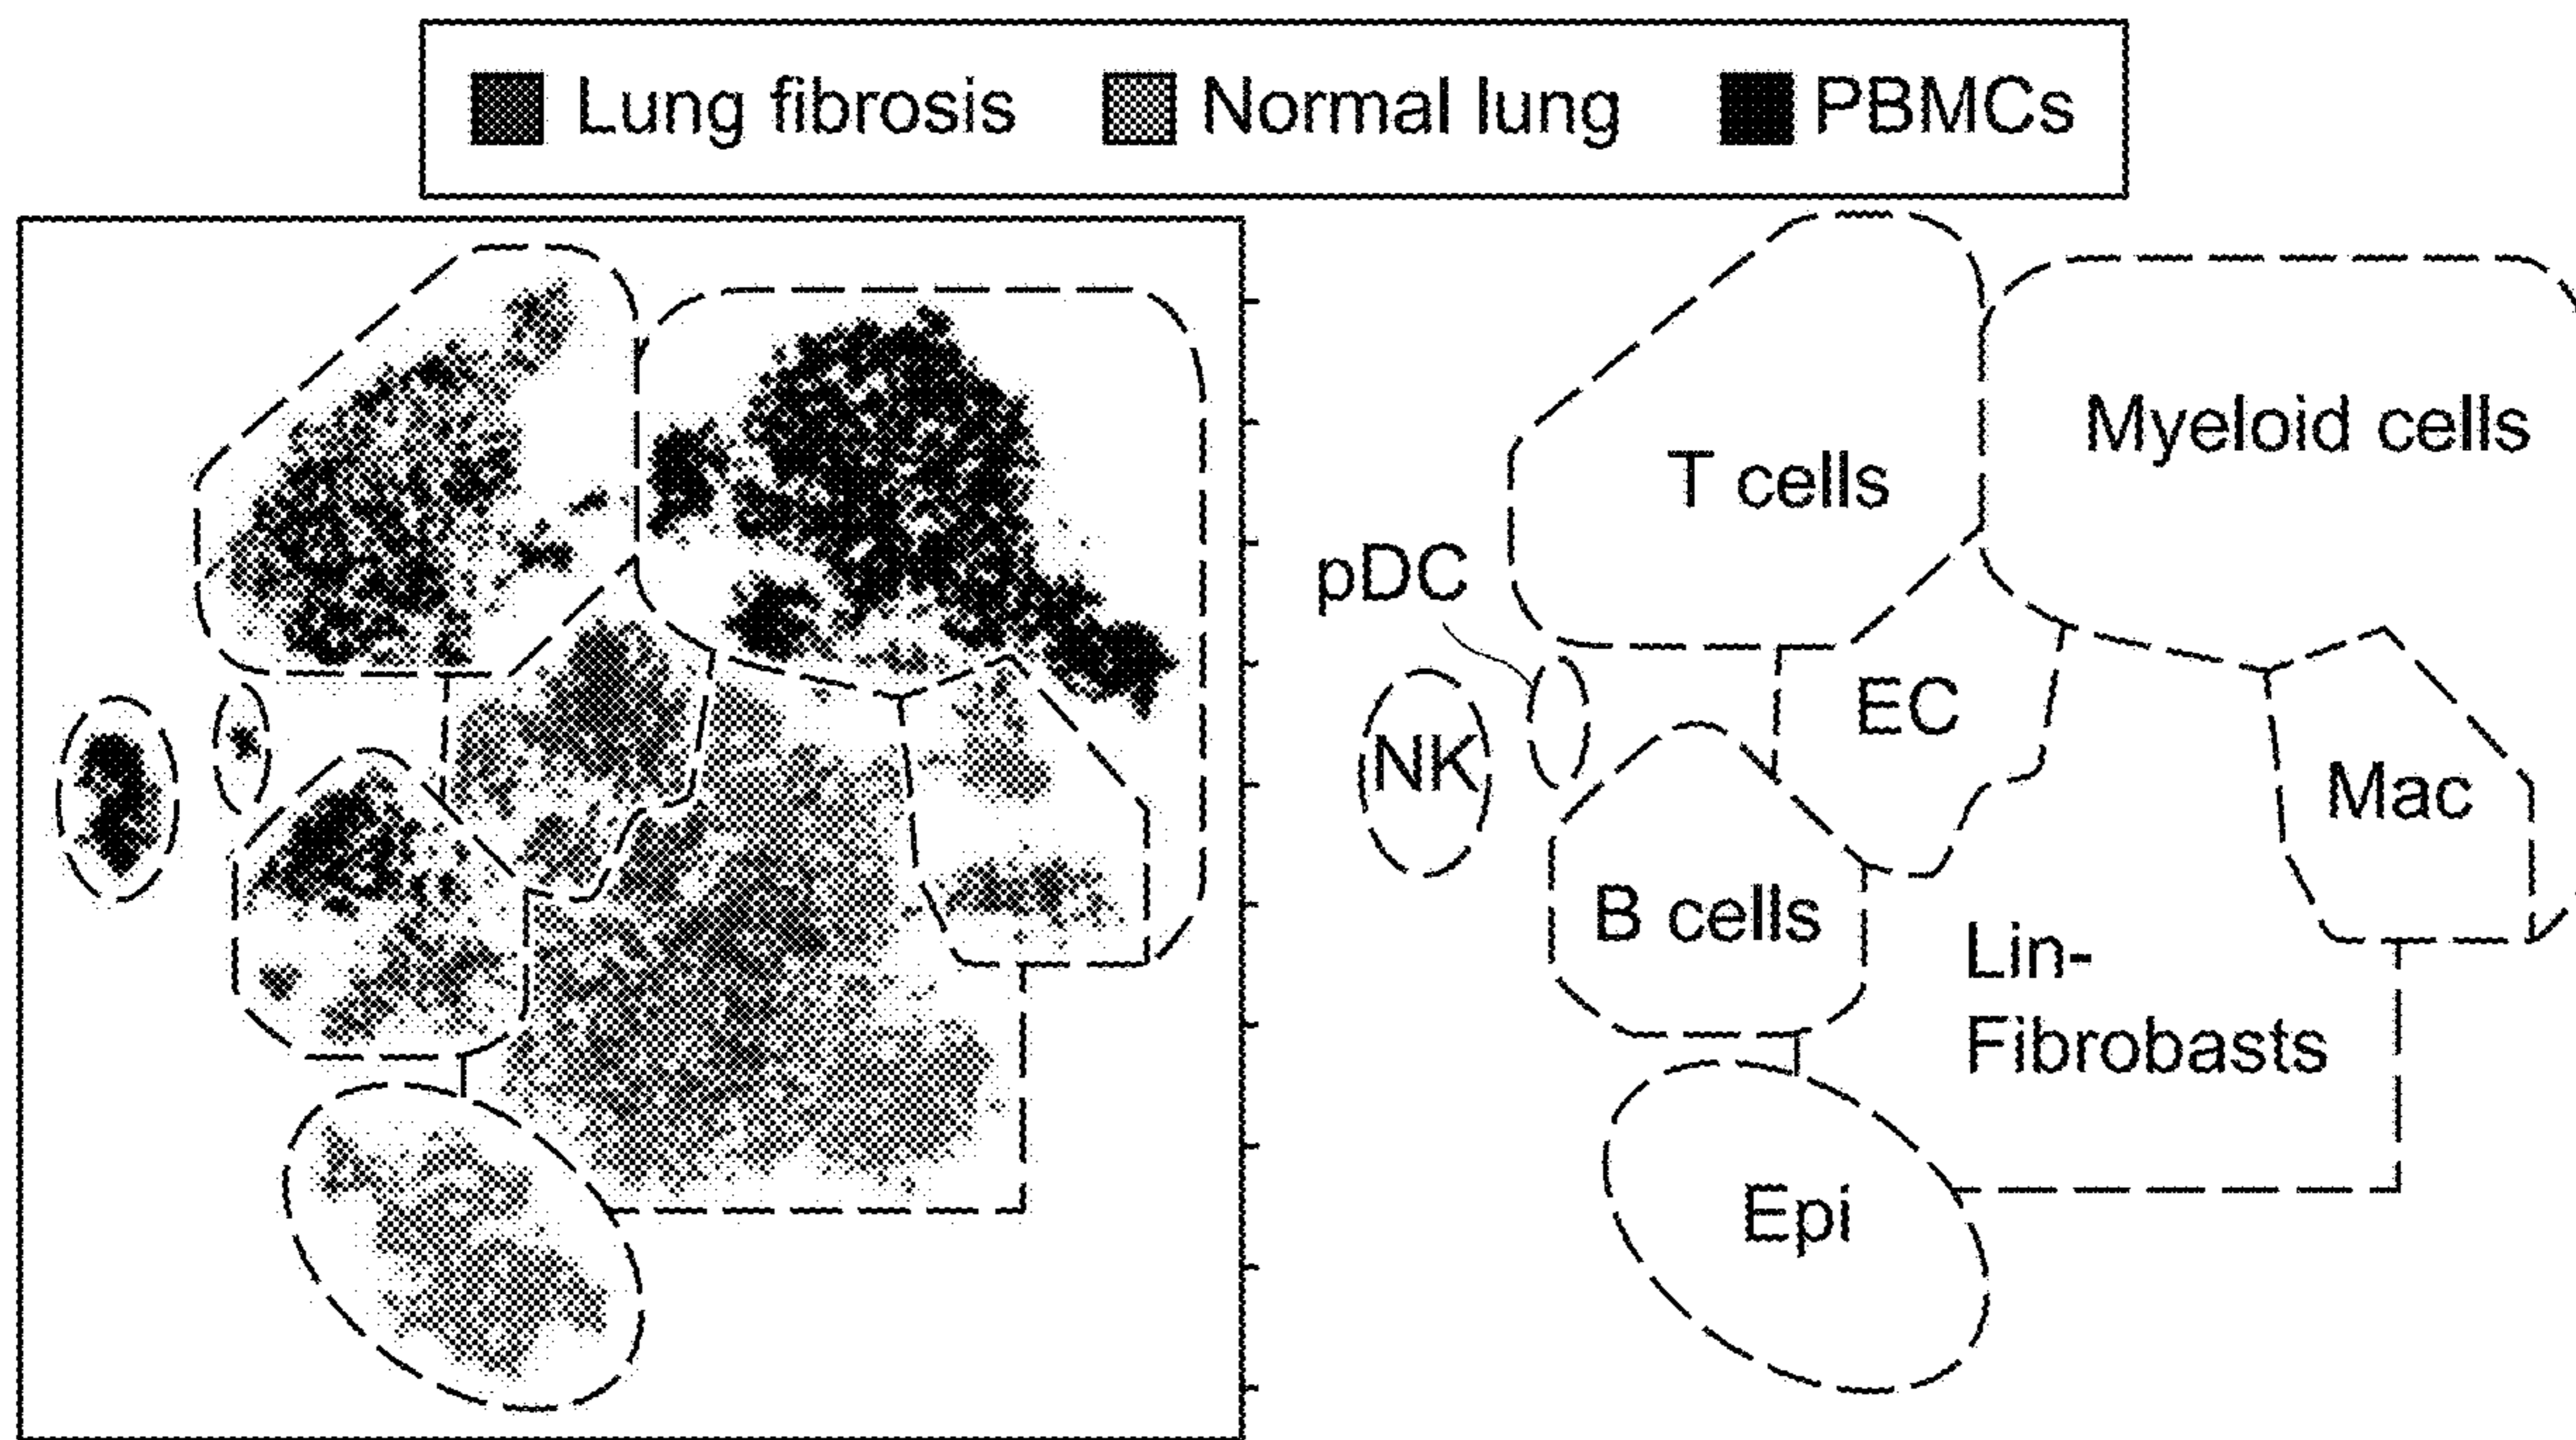 Lung fibrosis Normal lung PBMCs
Myeloid cells
T cells
pDC
EC
NK
Mac
B cells
Lin-
Fibrobasts
Epi